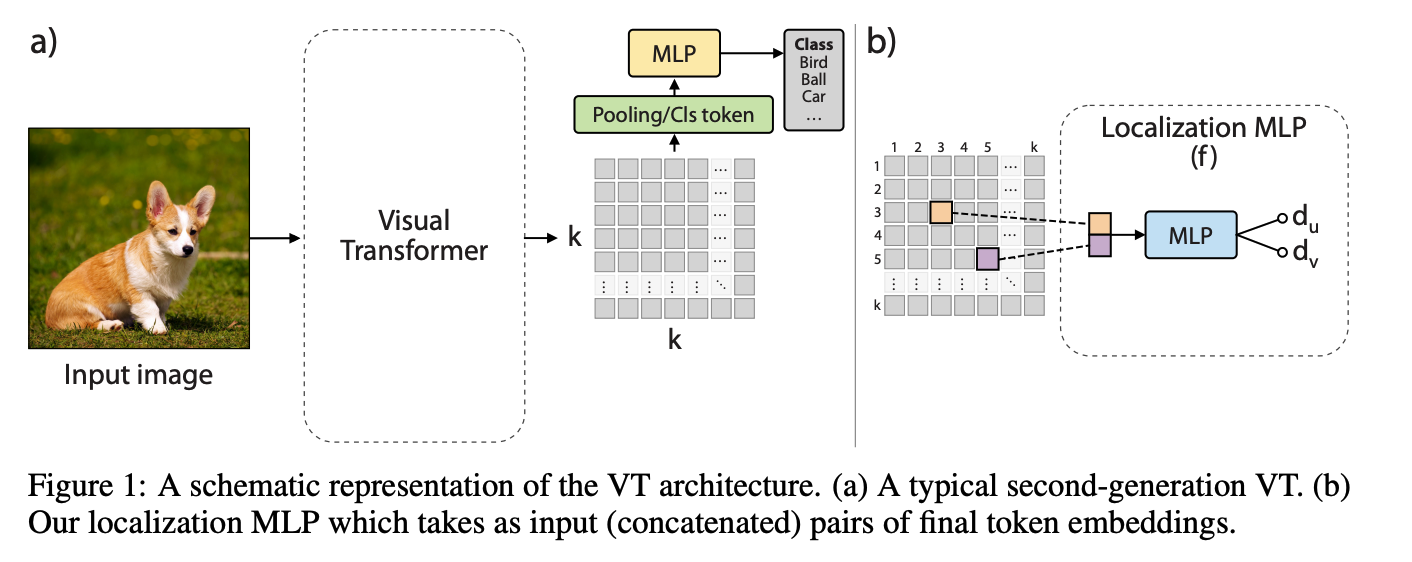 a)
Input image
Visual
Transformer
k
k
Pooling/Cls token
MLP
Class
Bird
Ball
Car
...
b)
1 2 3 4 5 ... k
1
2
3
4
5
k
Localization MLP
(f)
MLP
du
dv
Figure 1: A schematic representation of the VT architecture. (a) A typical second-generation VT. (b)
Our localization MLP which takes as input (concatenated) pairs of final token embeddings.